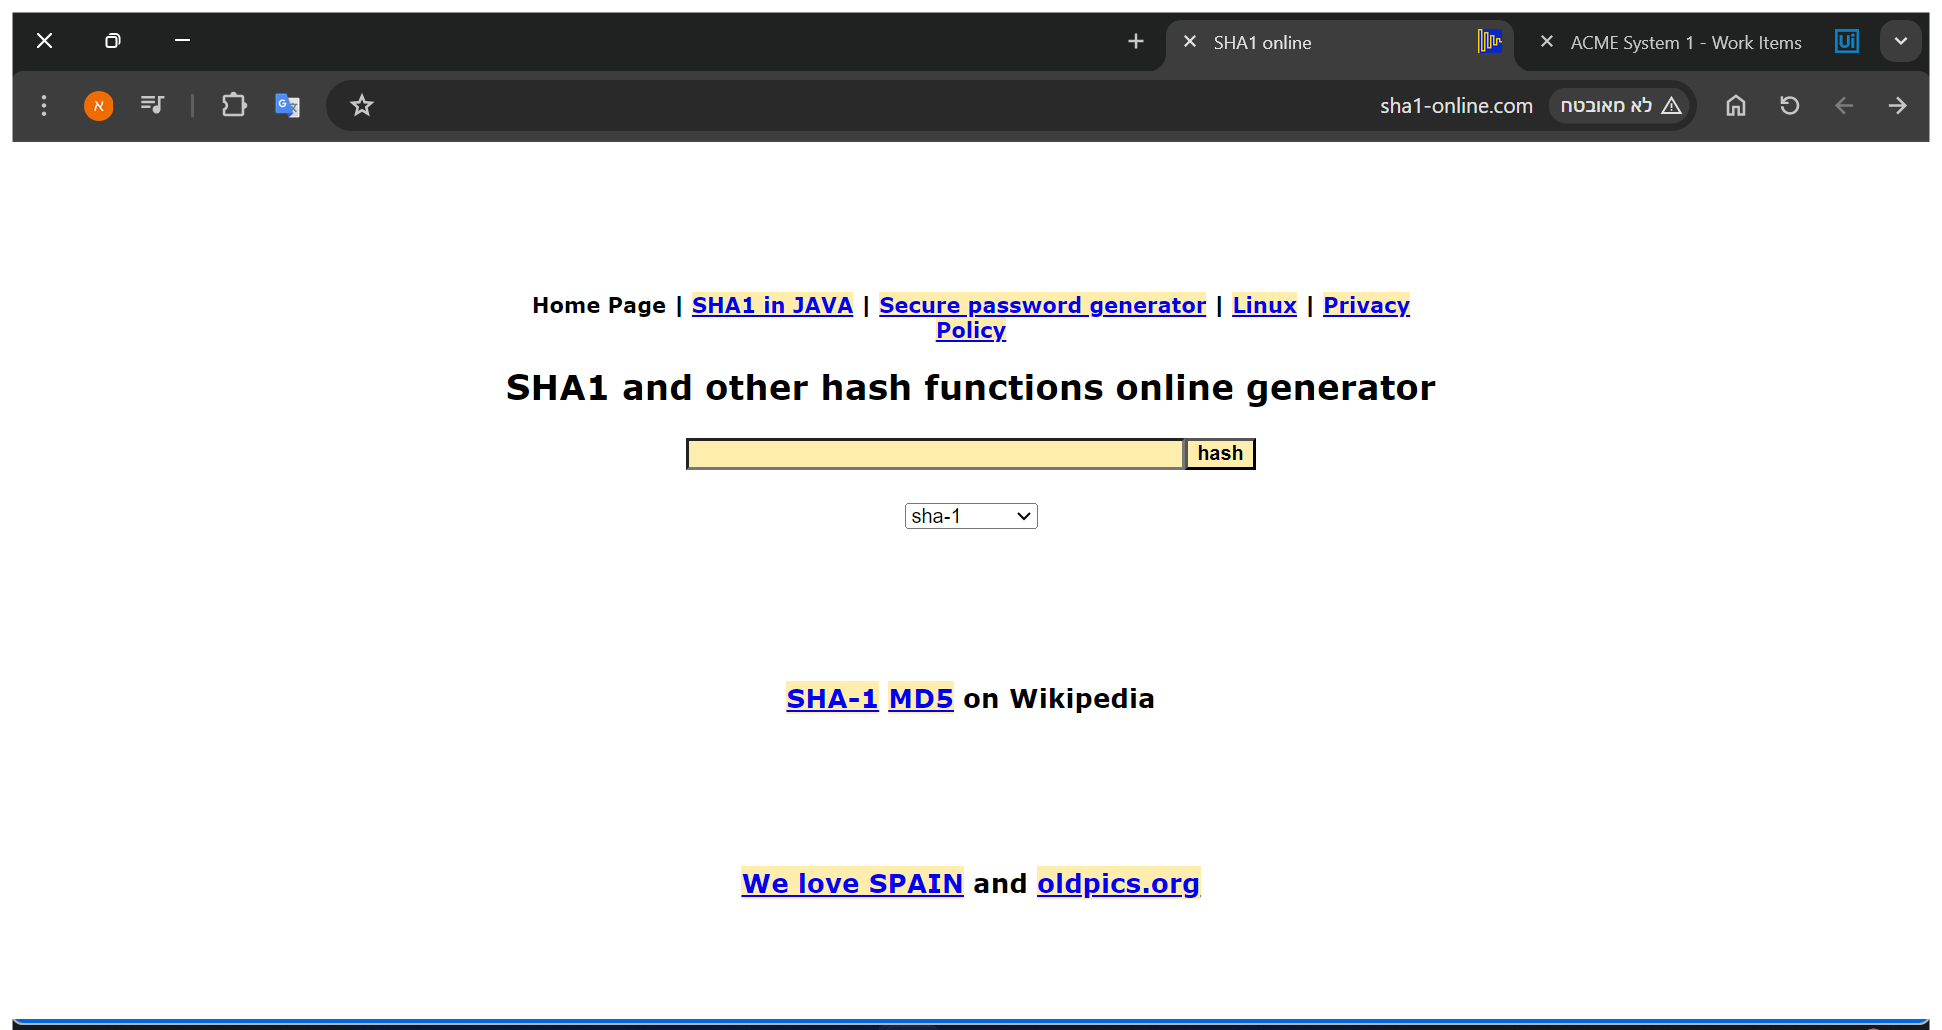 SHA1 online
ACME System 1 - Work Items
Ui
א
G
sha1-online.com
לא מאובטח
Home Page | SHA1 in JAVA | Secure password generator | Linux | Privacy
Policy
SHA1 and other hash functions online generator
hash
sha-1
SHA-1 MD5 on Wikipedia
We love SPAIN and oldpics.org